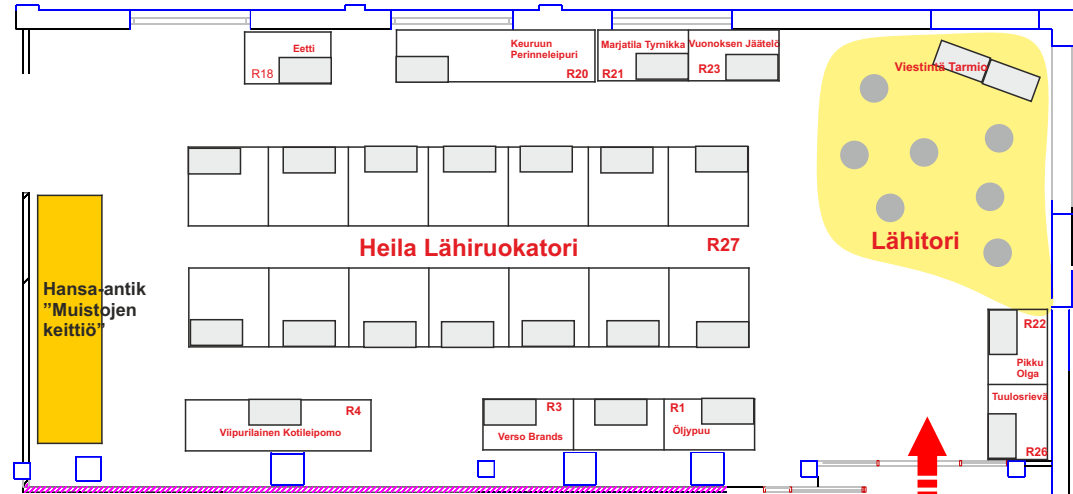 Eetti
R18
Keuruun
Perinneleipuri
R20
Marjatila Tyrnikka
R21
Vuonoksen Jäätelö
R23
Viestintä Tarmio
Heila Lähiruokatori
R27
Lähitori
Hansa-antik
”Muistojen
keittiö”
R22
Pikku
Olga
Tuulosrievä
R26
R4
Viipurilainen Kotileipomo
R3
Verso Brands
R1
Öljypuu